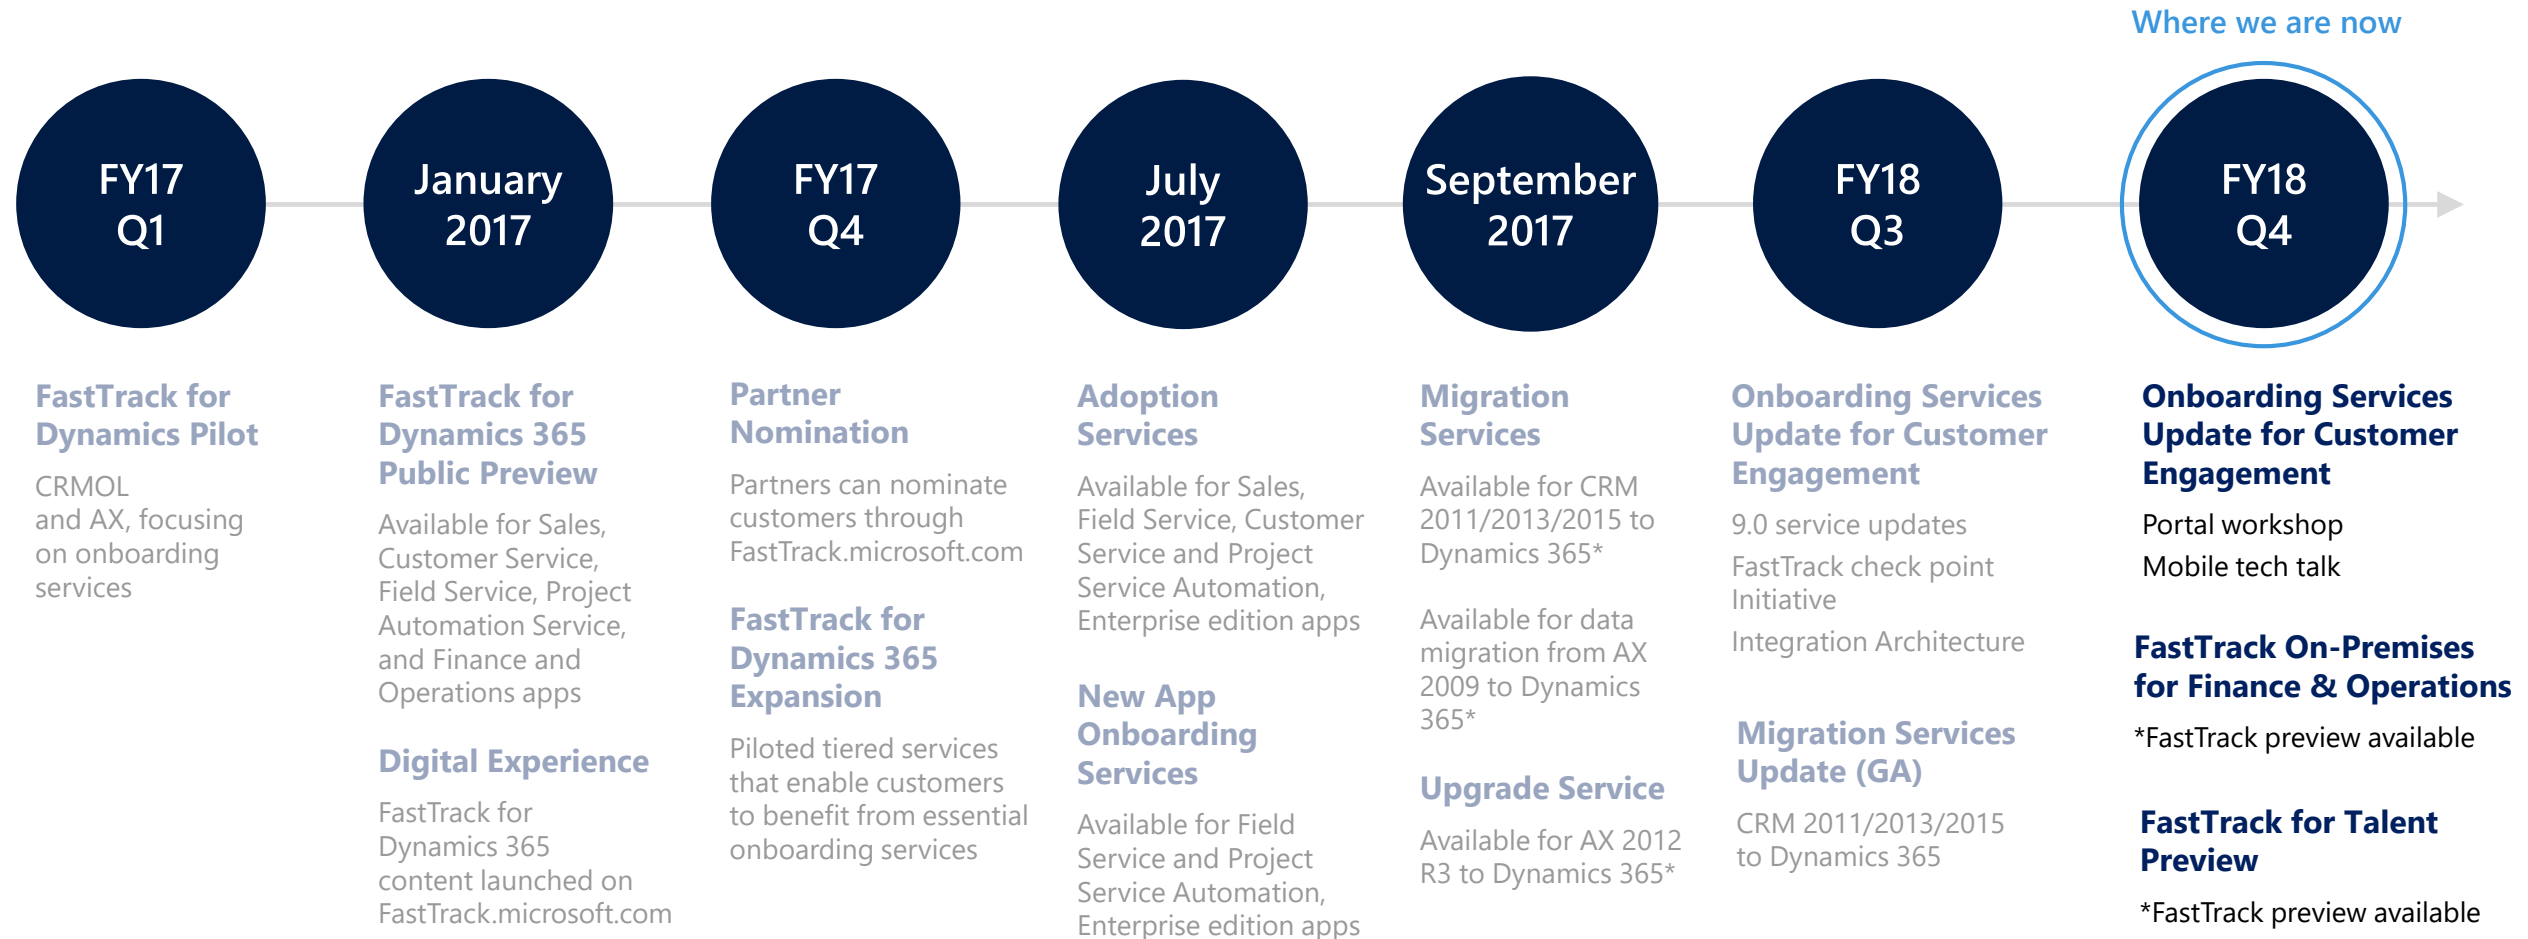 Where we are now
FY17
Q1
January
2017
FY17
Q4
July
2017
September
2017
FY18
Q3
FY18
Q4
FastTrack for
Dynamics Pilot
CRMOL
and AX, focusing
on onboarding
services
FastTrack for
Dynamics 365
Public Preview
Available for Sales,
Customer Service,
Field Service, Project
Automation Service,
and Finance and
Operations apps
Digital Experience
FastTrack for
Dynamics 365
content launched on
FastTrack.microsoft.com
Partner
Nomination
Partners can nominate
customers through
FastTrack.microsoft.com
FastTrack for
Dynamics 365
Expansion
Piloted tiered services
that enable customers
to benefit from essential
onboarding services
Adoption
Services
Available for Sales,
Field Service, Customer
Service and Project
Service Automation,
Enterprise edition apps
New App
Onboarding
Services
Available for Field
Service and Project
Service Automation,
Enterprise edition apps
Migration
Services
Available for CRM
2011/2013/2015 to
Dynamics 365*
Available for data
migration from AX
2009 to Dynamics
365*
Upgrade Service
Available for AX 2012
R3 to Dynamics 365*
Onboarding Services
Update for Customer
Engagement
9.0 service updates
FastTrack check point
Initiative
Integration Architecture
Migration Services
Update (GA)
CRM 2011/2013/2015
to Dynamics 365
Onboarding Services
Update for Customer
Engagement
Portal workshop
Mobile tech talk
FastTrack On-Premises
for Finance & Operations
*FastTrack preview available
FastTrack for Talent
Preview
*FastTrack preview available